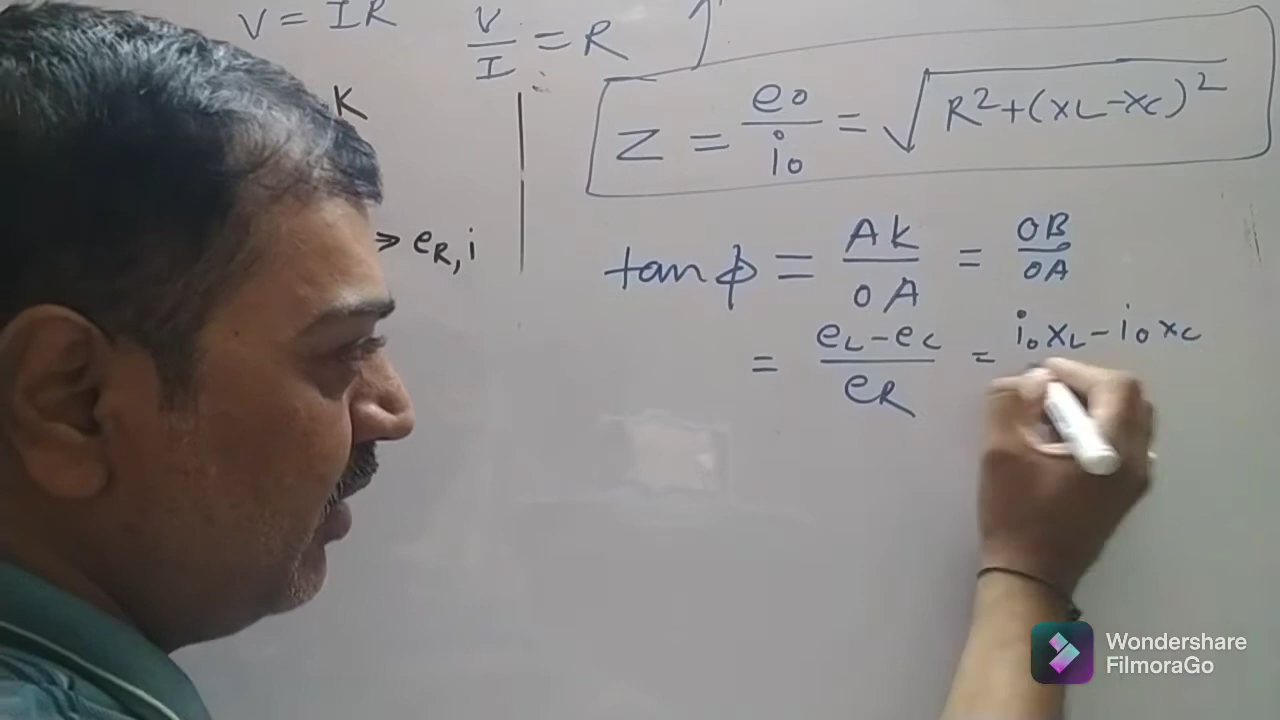 V = IR
V/I = R
K
→ eR, i
Z = e0/i0 = √R²+(XL-XC)²
tan ϕ = AK/OA = OB/OA
= eL-eC/eR = i0XL-i0XC
Wondershare
FilmoraGo